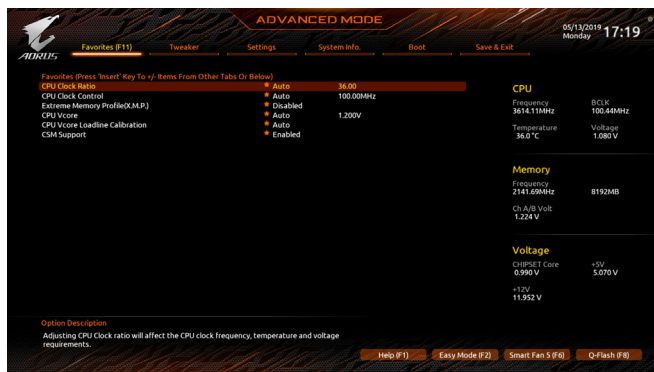 ADVANCED MODE
05/13/2019 Monday 17:19
AORUS
Favorites (F11) Tweaker Settings System Info. Boot Save & Exit
Favorites (Press 'Insert' Key To +/- Items From Other Tabs Or Below)
CPU Clock Ratio Auto 36.00
CPU Clock Control Auto 100.00MHz
Extreme Memory Profile(X.M.P.) Disabled
CPU Vcore Auto 1.200V
CPU Vcore Loadline Calibration Auto
CSM Support Enabled
CPU
Frequency BCLK
3614.11MHz 100.44MHz
Temperature Voltage
36.0 °C 1.080 V
Memory
Frequency
2141.69MHz 8192MB
Ch A/B Volt
1.224 V
Voltage
CHIPSET Core +5V
0.990 V 5.070 V
+12V
11.952 V
Option Description
Adjusting CPU Clock ratio will affect the CPU clock frequency, temperature and voltage
requirements.
Help (F1) Easy Mode (F2) Smart Fan 5 (F6) Q-Flash (F8)